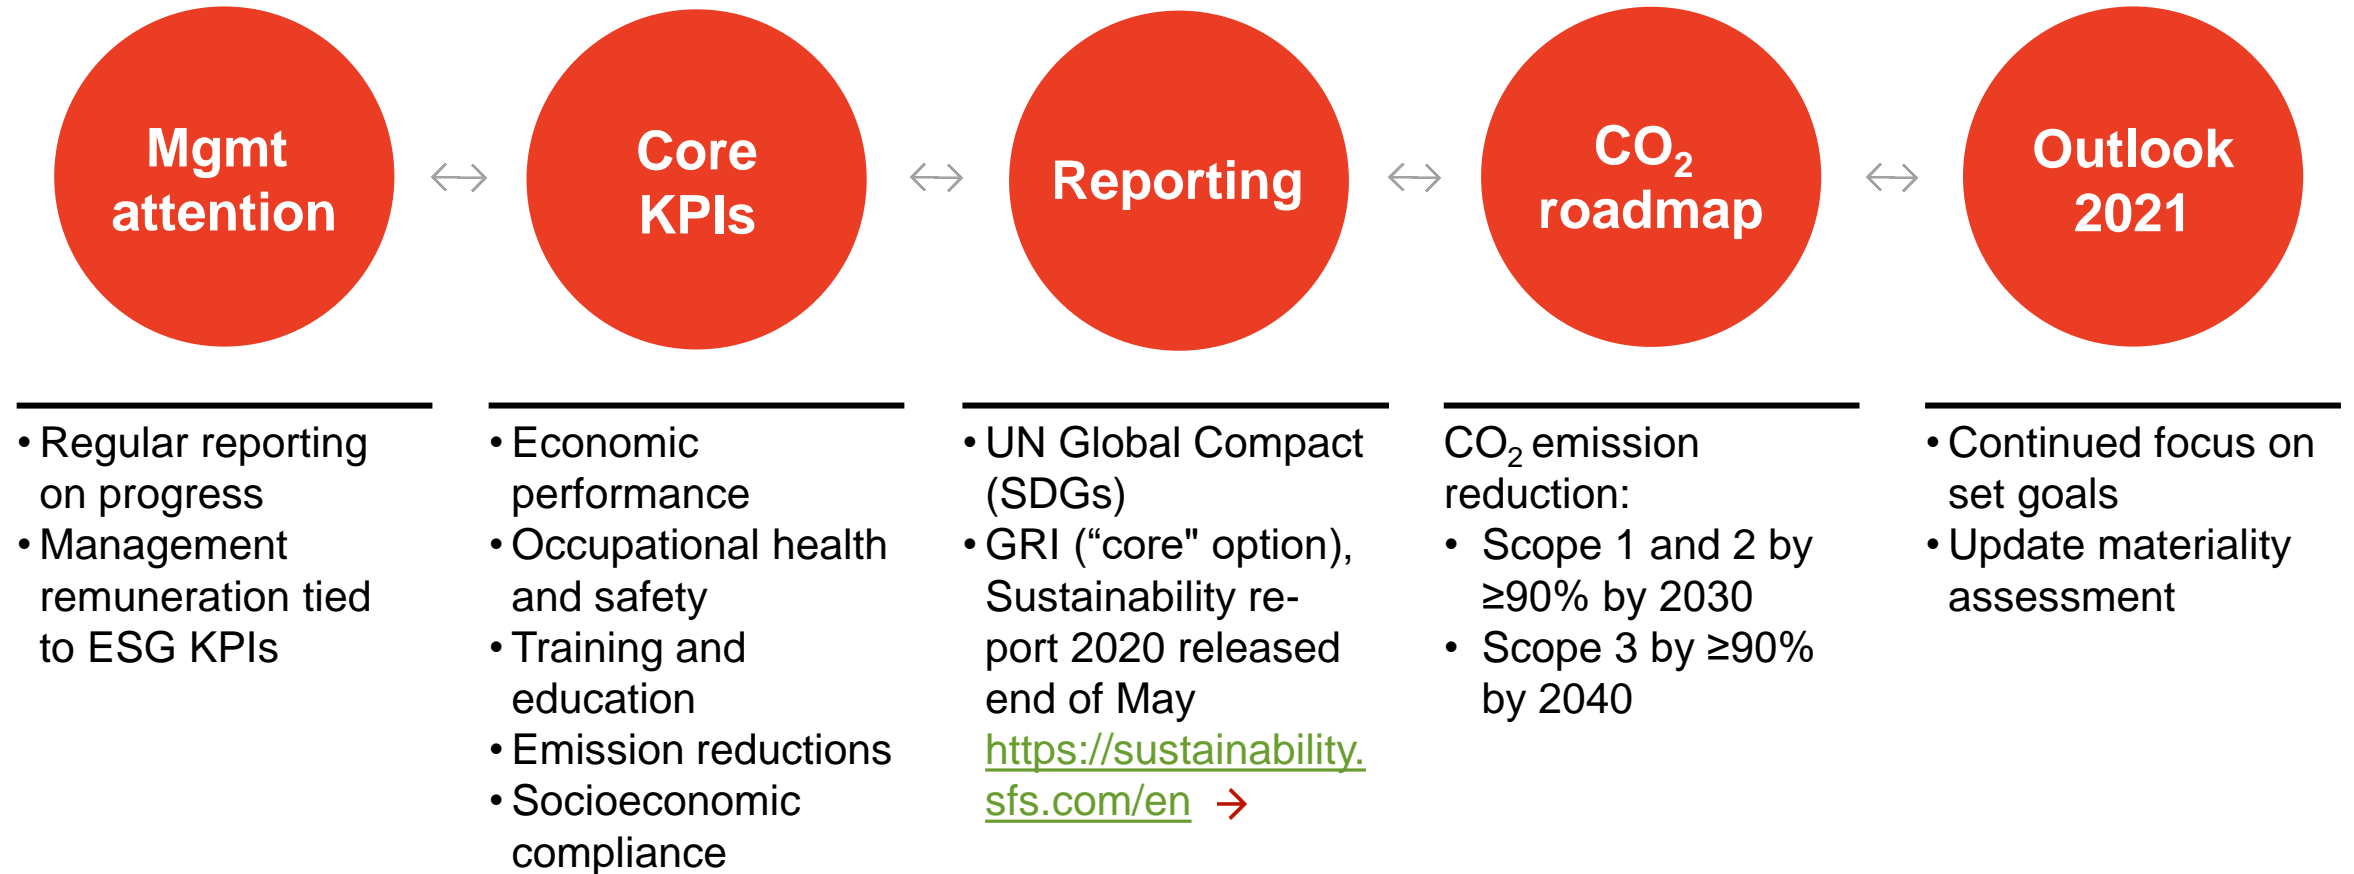 Mgmt
attention
Core
KPIs
Reporting
CO₂
roadmap
Outlook
2021
• Regular reporting
on progress
• Management
remuneration tied
to ESG KPIs
• Economic
performance
• Occupational health
and safety
• Training and
education
• Emission reductions
• Socioeconomic
compliance
• UN Global Compact
(SDGs)
• GRI (“core" option),
Sustainability re-
port 2020 released
end of May
https://sustainability.
sfs.com/en →
CO₂ emission
reduction:
• Scope 1 and 2 by
≥90% by 2030
• Scope 3 by ≥90%
by 2040
• Continued focus on
set goals
• Update materiality
assessment